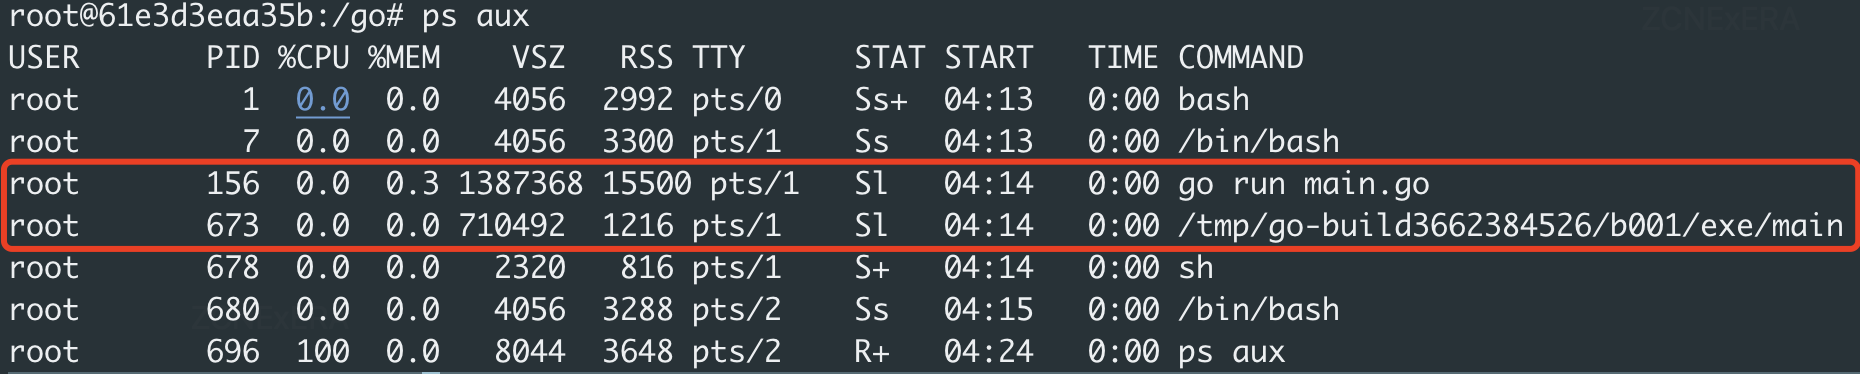 ZCNExERA
root@61e3d3eaa35b:/go# ps aux
USER PID %CPU %MEM VSZ RSS TTY STAT START TIME COMMAND
root 1 0.0 0.0 4056 2992 pts/0 Ss+ 04:13 0:00 bash
root 7 0.0 0.0 4056 3300 pts/1 Ss 04:13 0:00 /bin/bash
root 156 0.0 0.3 1387368 15500 pts/1 Sl 04:14 0:00 go run main.go
root 673 0.0 0.0 710492 1216 pts/1 Sl 04:14 0:00 /tmp/go-build3662384526/b001/exe/main
root 678 0.0 0.0 2320 816 pts/1 S+ 04:14 0:00 sh
root 680 0.0 0.0 4056 3288 pts/2 Ss 04:15 0:00 /bin/bash
root 696 100 0.0 8044 3648 pts/2 R+ 04:24 0:00 ps aux